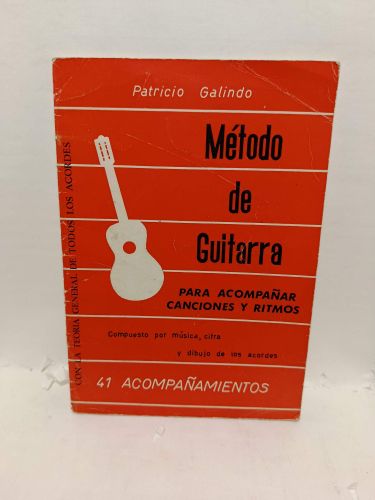 Patricio Galindo
Método
de
Guitarra
PARA ACOMPAÑAR
CANCIONES Y RITMOS
Compuesto por música, cifra
y dibujo de los acordes
41 ACOMPAÑAMIENTOS
CON LA TEORIA GENERAL DE TODOS LOS ACORDES